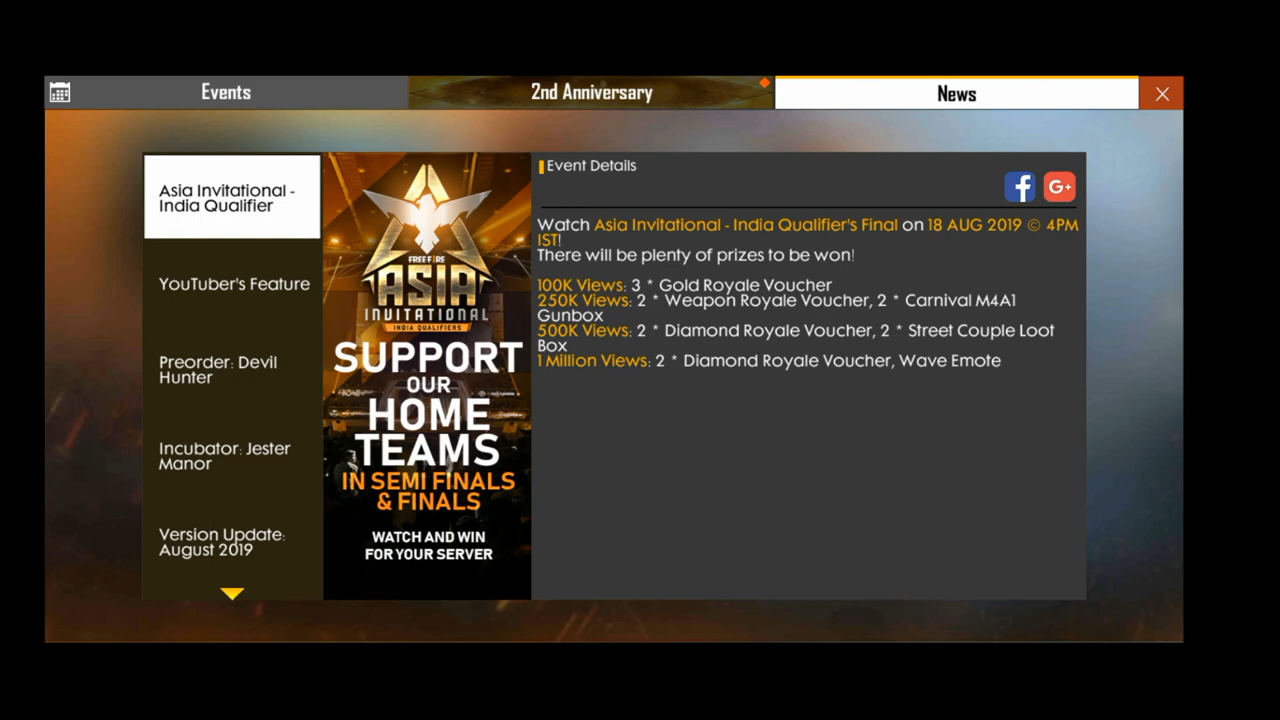 Events
2nd Anniversary
News
Asia Invitational -
India Qualifier
YouTuber's Feature
Preorder: Devil
Hunter
Incubator: Jester
Manor
Version Update:
August 2019
FREE FIRE
ASIA
INVITATIONAL
INDIA QUALIFIERS
SUPPORT
OUR
HOME
TEAMS
IN SEMI FINALS
& FINALS
WATCH AND WIN
FOR YOUR SERVER
Event Details
f G+
Watch Asia Invitational - India Qualifier's Final on 18 AUG 2019 © 4PM
IST!
There will be plenty of prizes to be won!
100K Views: 3 * Gold Royale Voucher
250K Views: 2 * Weapon Royale Voucher, 2 * Carnival M4A1
Gunbox
500K Views: 2 * Diamond Royale Voucher, 2 * Street Couple Loot
Box
1 Million Views: 2 * Diamond Royale Voucher, Wave Emote